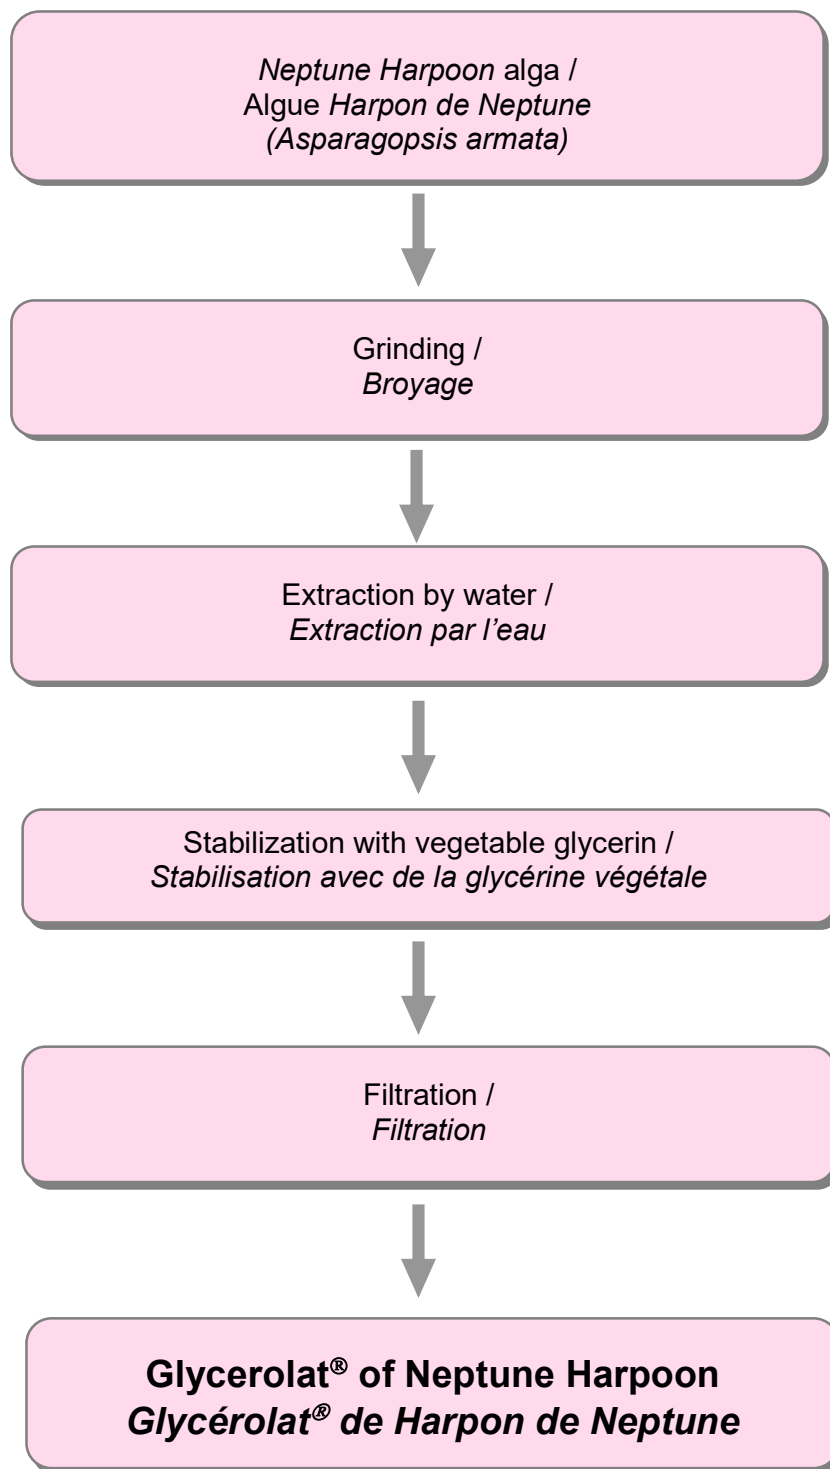 Neptune Harpoon alga /
Algue Harpon de Neptune
(Asparagopsis armata)
Grinding /
Broyage
Extraction by water /
Extraction par l’eau
Stabilization with vegetable glycerin /
Stabilisation avec de la glycérine végétale
Filtration /
Filtration
Glycerolat® of Neptune Harpoon
Glycérolat® de Harpon de Neptune